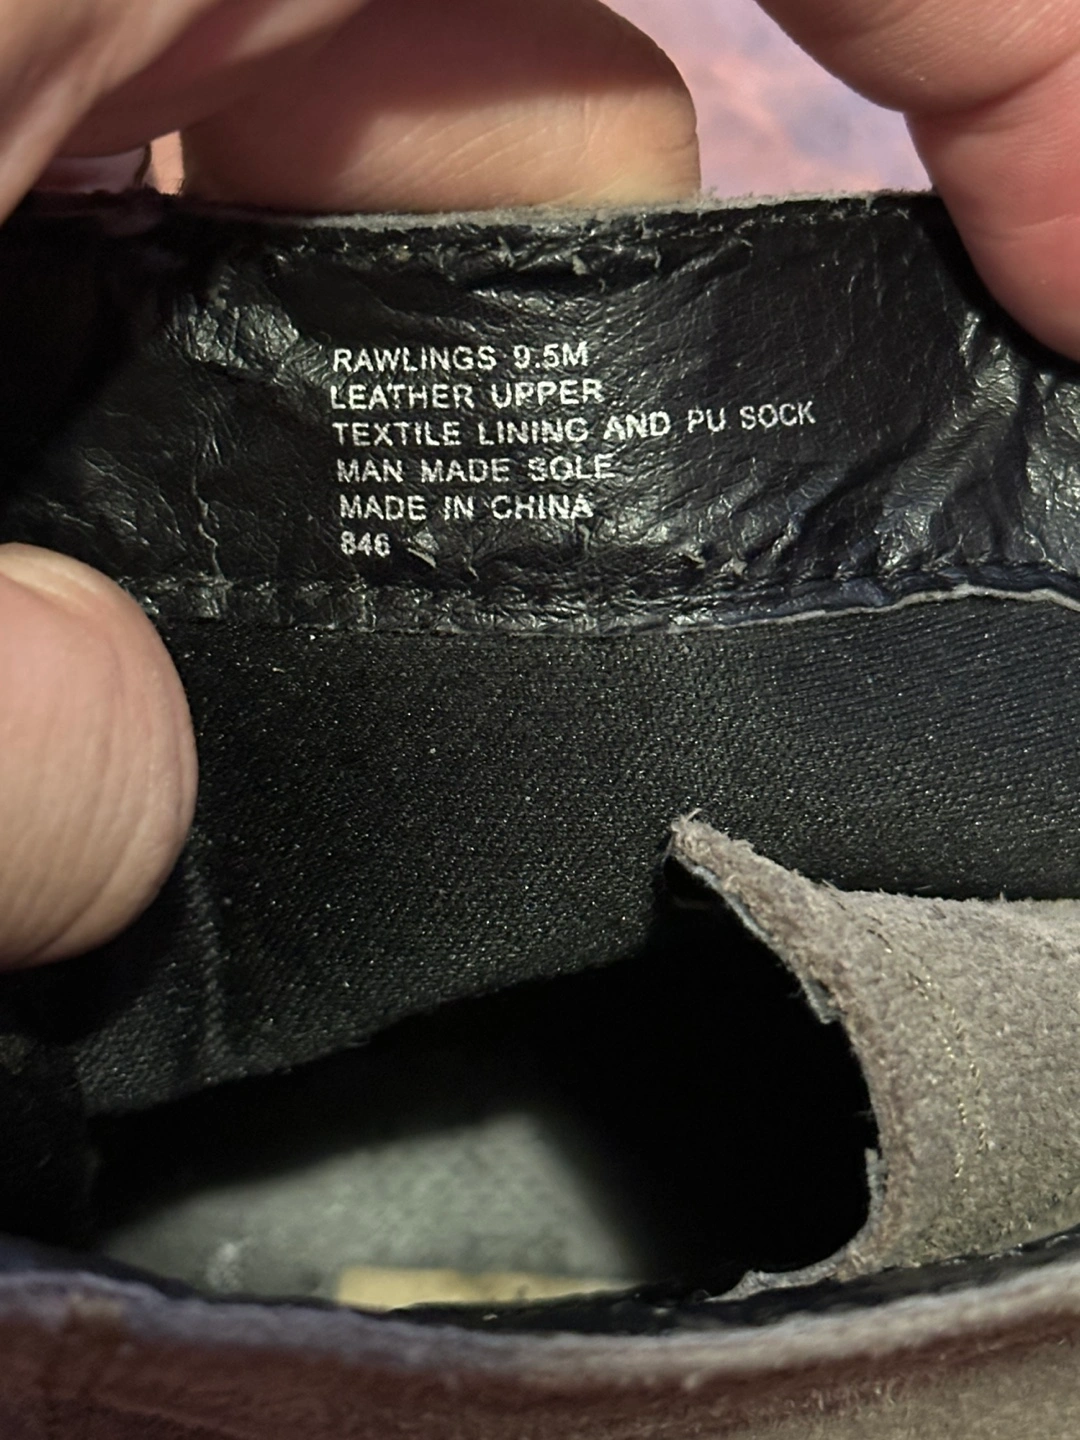 RAWLINGS 9.5M
LEATHER UPPER
TEXTILE LINING AND PU SOCK
MAN MADE SOLE
MADE IN CHINA
846